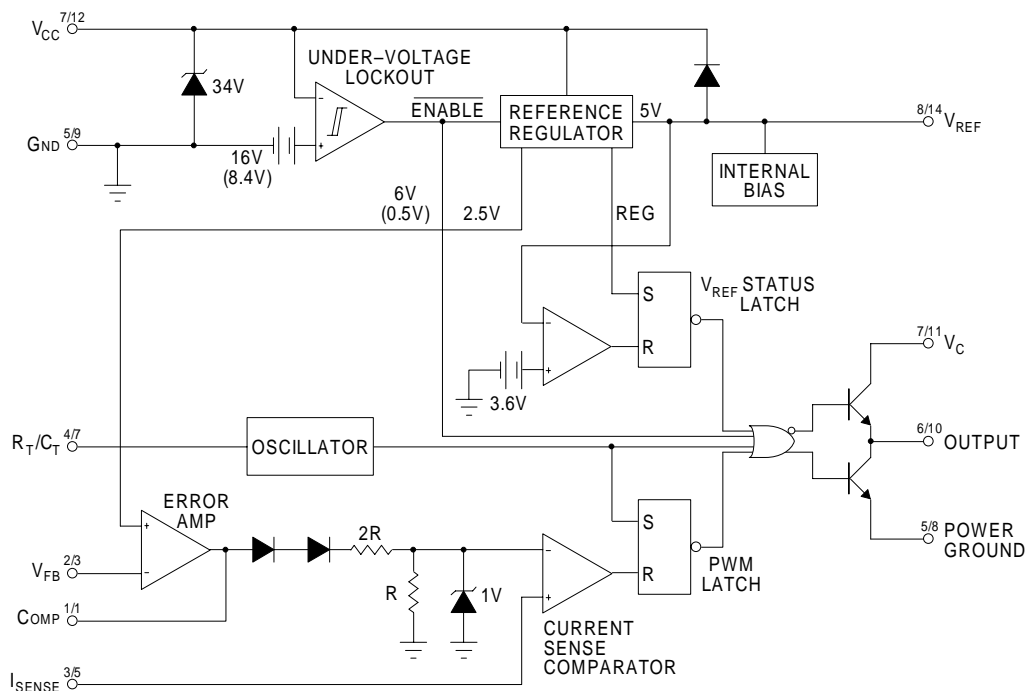 VCC 7/12
UNDER–VOLTAGE
LOCKOUT
34V
ENABLE
REFERENCE
REGULATOR
5V
8/14 VREF
GND 5/9
16V
(8.4V)
INTERNAL
BIAS
6V
(0.5V)
2.5V
REG
VREF STATUS
LATCH
S
R
−
+
3.6V
7/11 VC
RT/CT 4/7
OSCILLATOR
6/10 OUTPUT
ERROR
AMP
+
−
VFB 2/3
2R
R
1V
−
+
S
R
PWM
LATCH
5/8 POWER
GROUND
COMP 1/1
CURRENT
SENSE
COMPARATOR
ISENSE 3/5
−
+